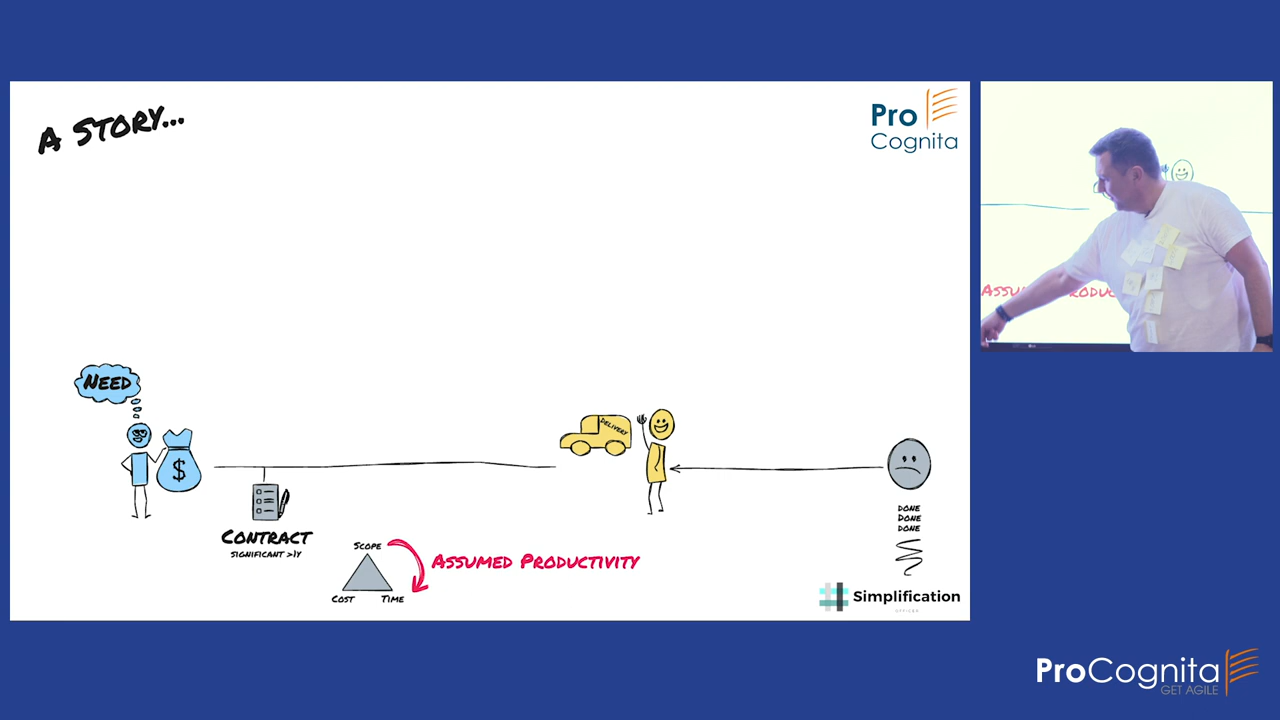 A Story...
Pro
Cognita
Need
$
Delivery
Contract
significant >1y
Scope
Cost
Time
Assumed Productivity
Done
Done
Done
Simplification
OFFICER
ProCognita
GET AGILE